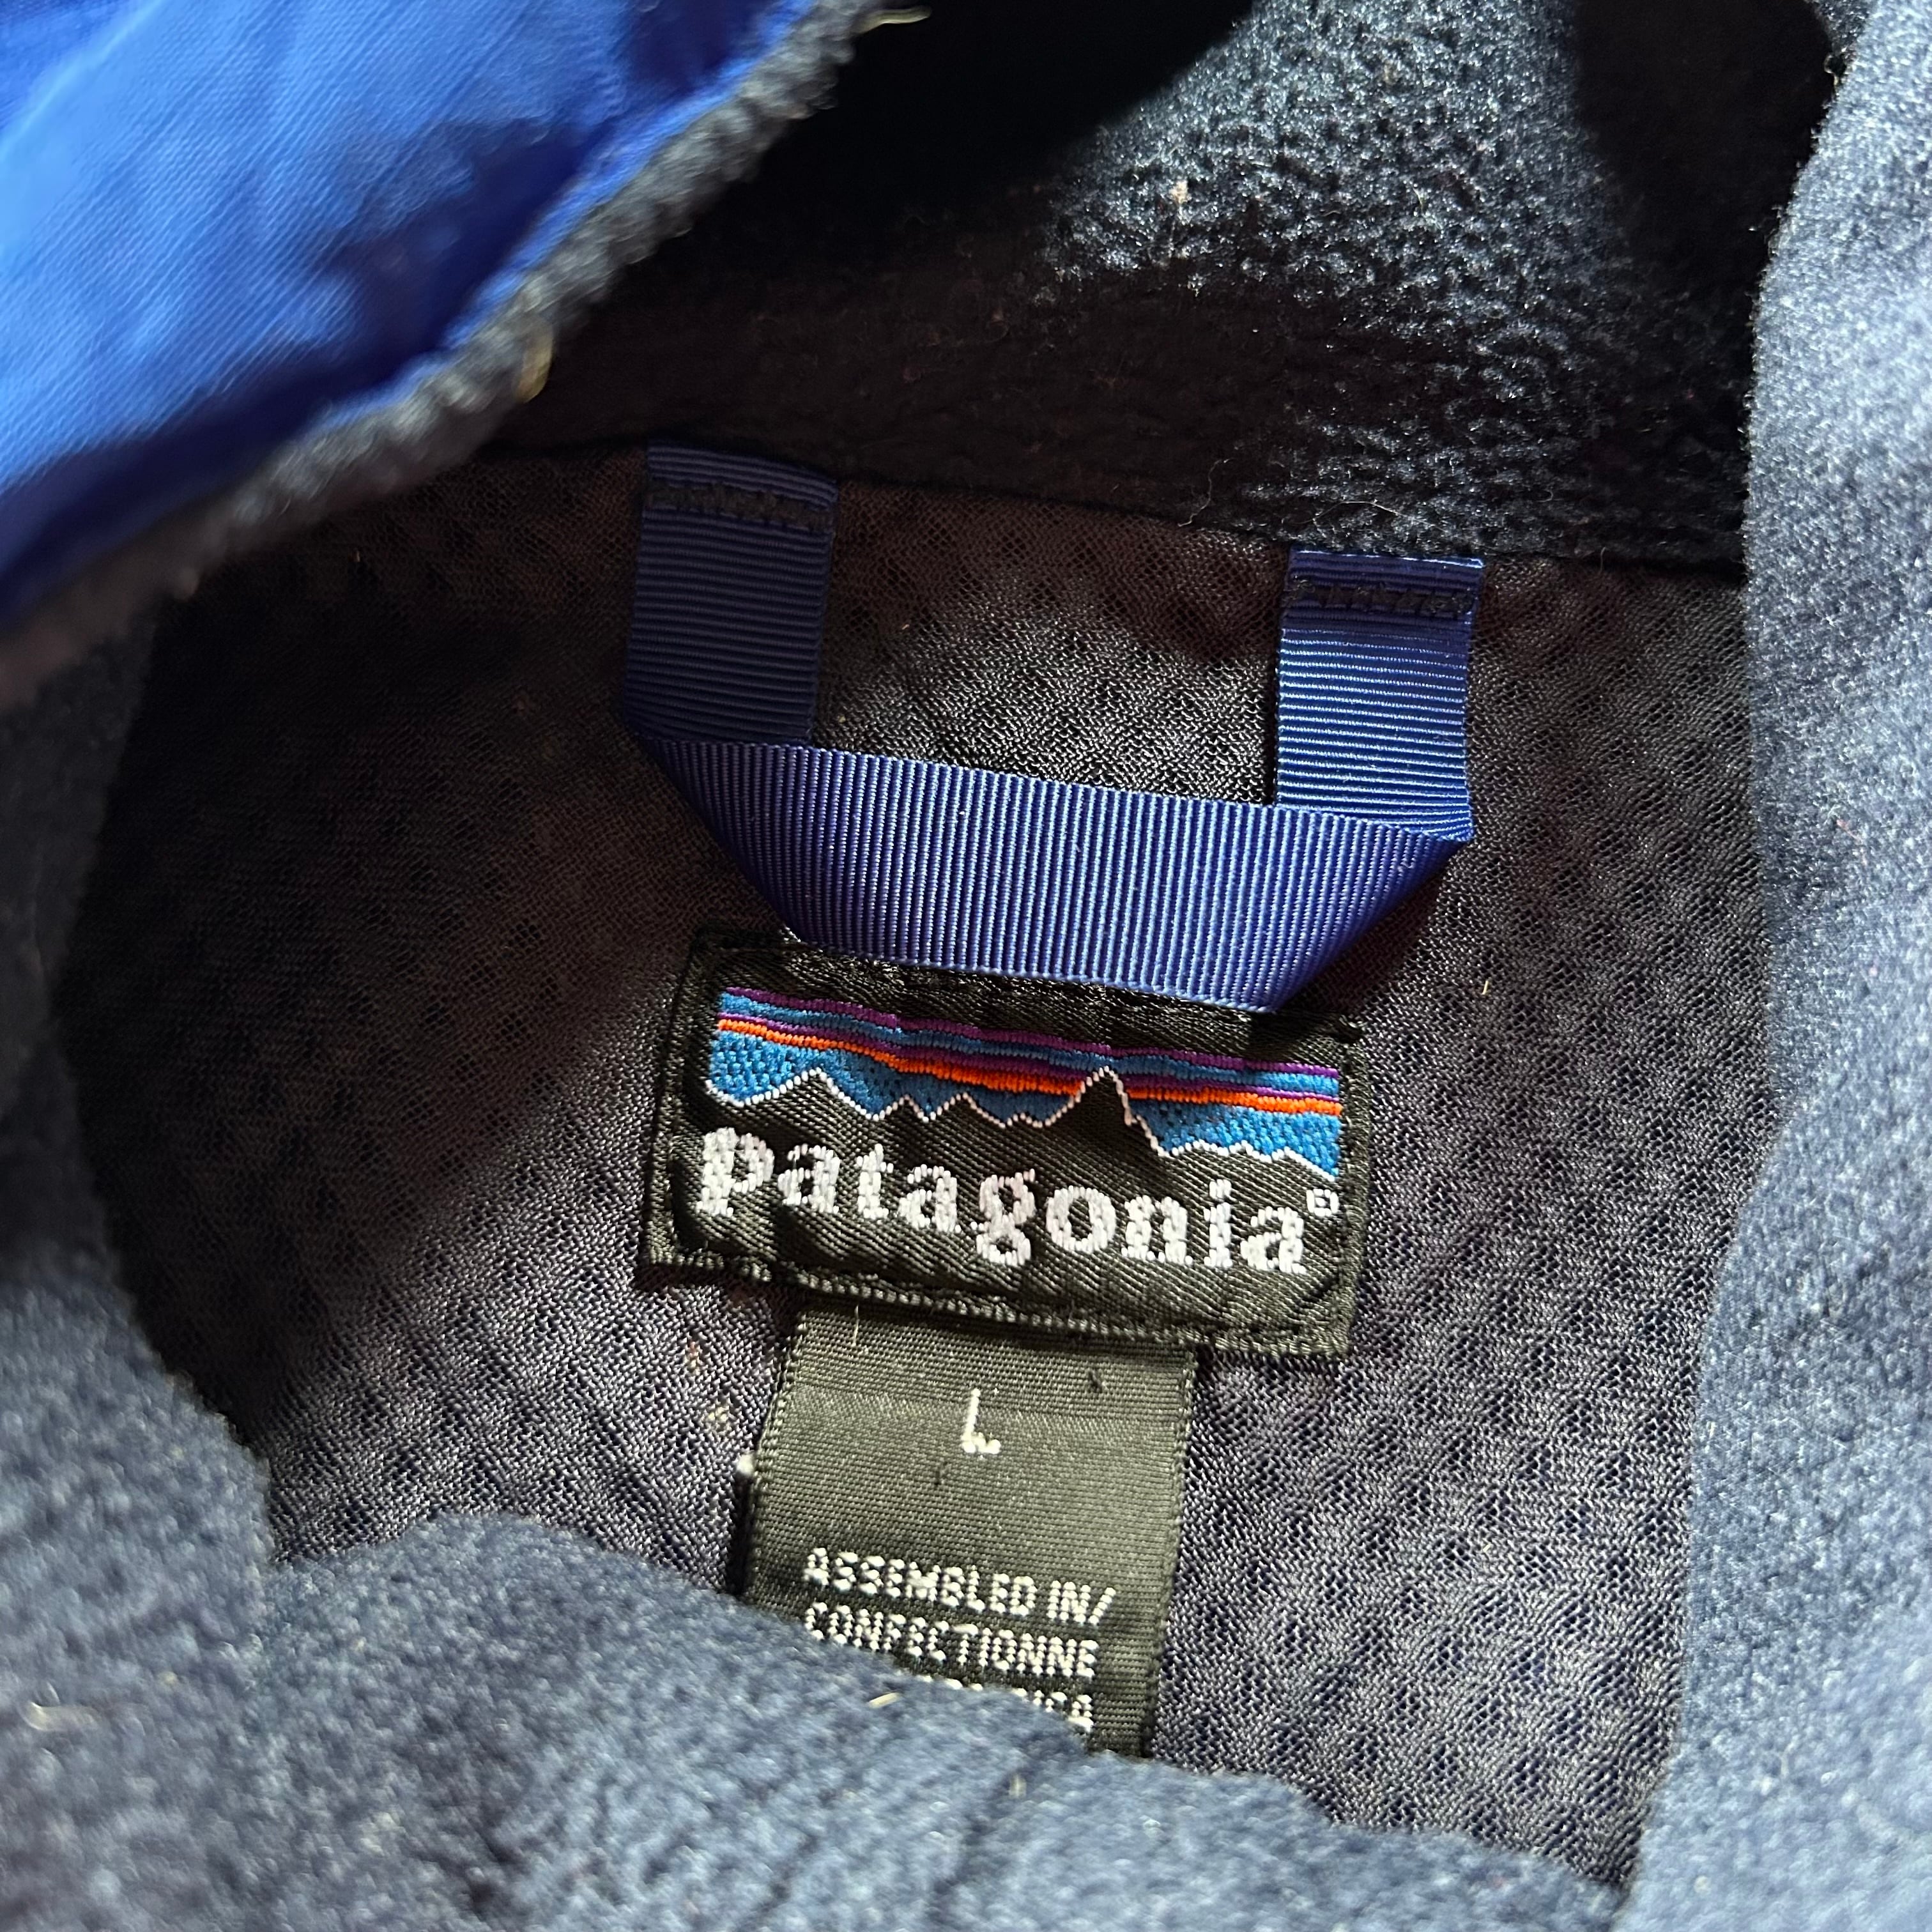 patagonia®
L
ASSEMBLED IN/
CONFECTIONNE